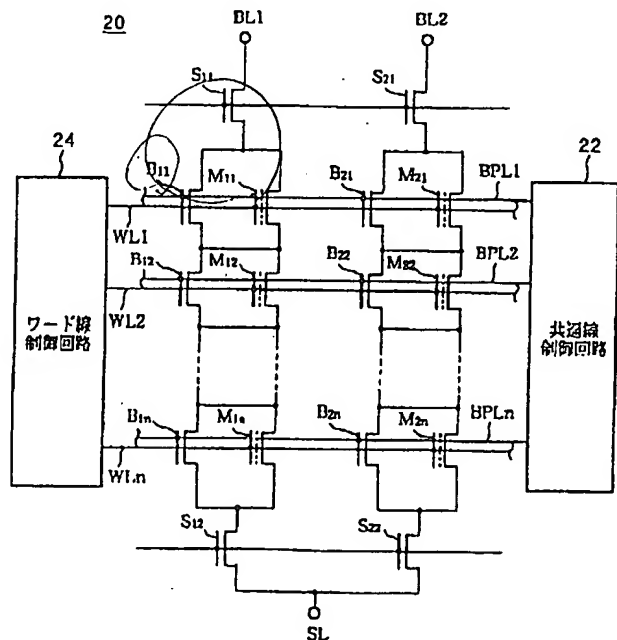 20
BL1 BL2
S11 S21
24 22
B11 M11 B21 M21 BPL1
WL1
B12 M12 B22 M22 BPL2
WL2
ワード線
制御回路
共辺線
制御回路
B1n M1n B2n M2n BPLn
WLn
S12 S22
SL